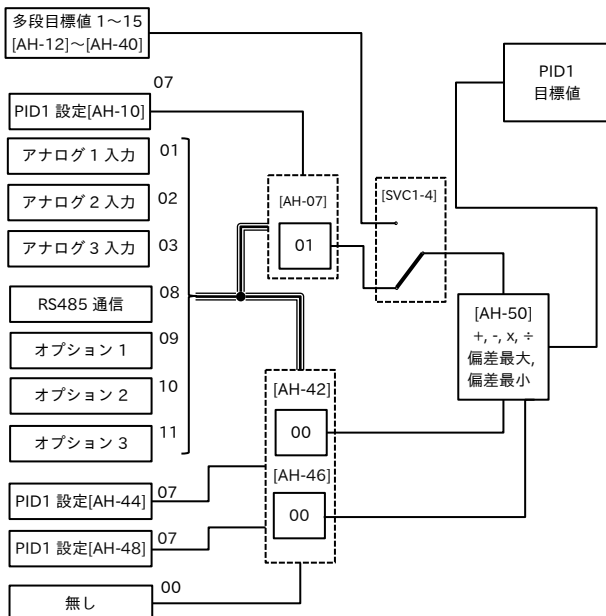 多段目標値 1～15
[AH-12]～[AH-40]
07
PID1 設定[AH-10]
アナログ 1 入力
01
アナログ 2 入力
02
アナログ 3 入力
03
RS485 通信
08
オプション 1
09
オプション 2
10
オプション 3
11
PID1 設定[AH-44]
07
PID1 設定[AH-48]
07
無し
00
[AH-07]
01
[SVC1-4]
[AH-42]
00
[AH-46]
00
[AH-50]
+, -, x, ÷
偏差最大,
偏差最小
PID1
目標値